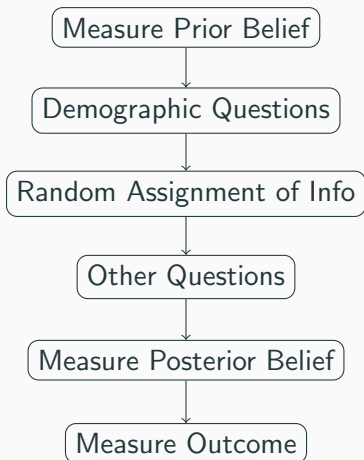 Measure Prior Belief
Demographic Questions
Random Assignment of Info
Other Questions
Measure Posterior Belief
Measure Outcome